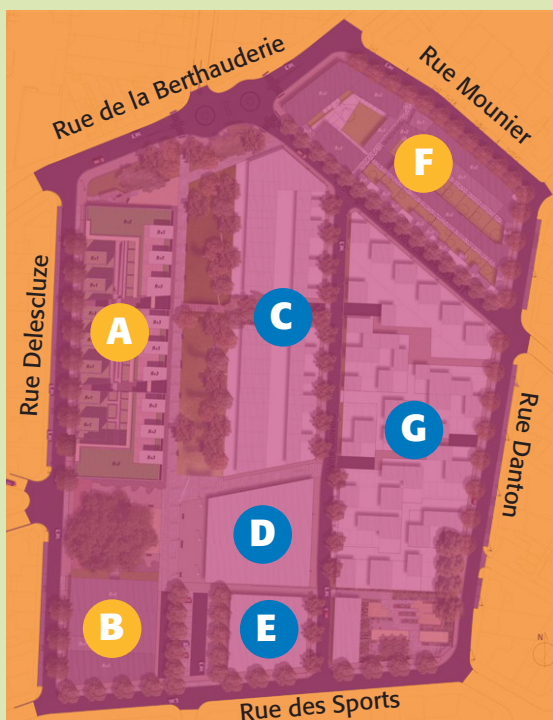 Rue de la Berthauderie
Rue Mounier
F
A
C
Rue Delescluze
G
Rue Danton
D
B
E
N
Rue des Sports